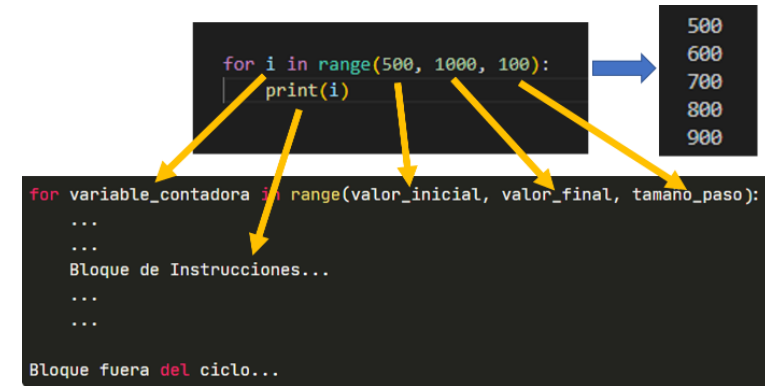 for i in range(500, 1000, 100):
print(i)
500
600
700
800
900
for variable_contadora in range(valor_inicial, valor_final, tamano_paso):
...
...
Bloque de Instrucciones...
...
...
Bloque fuera del ciclo...